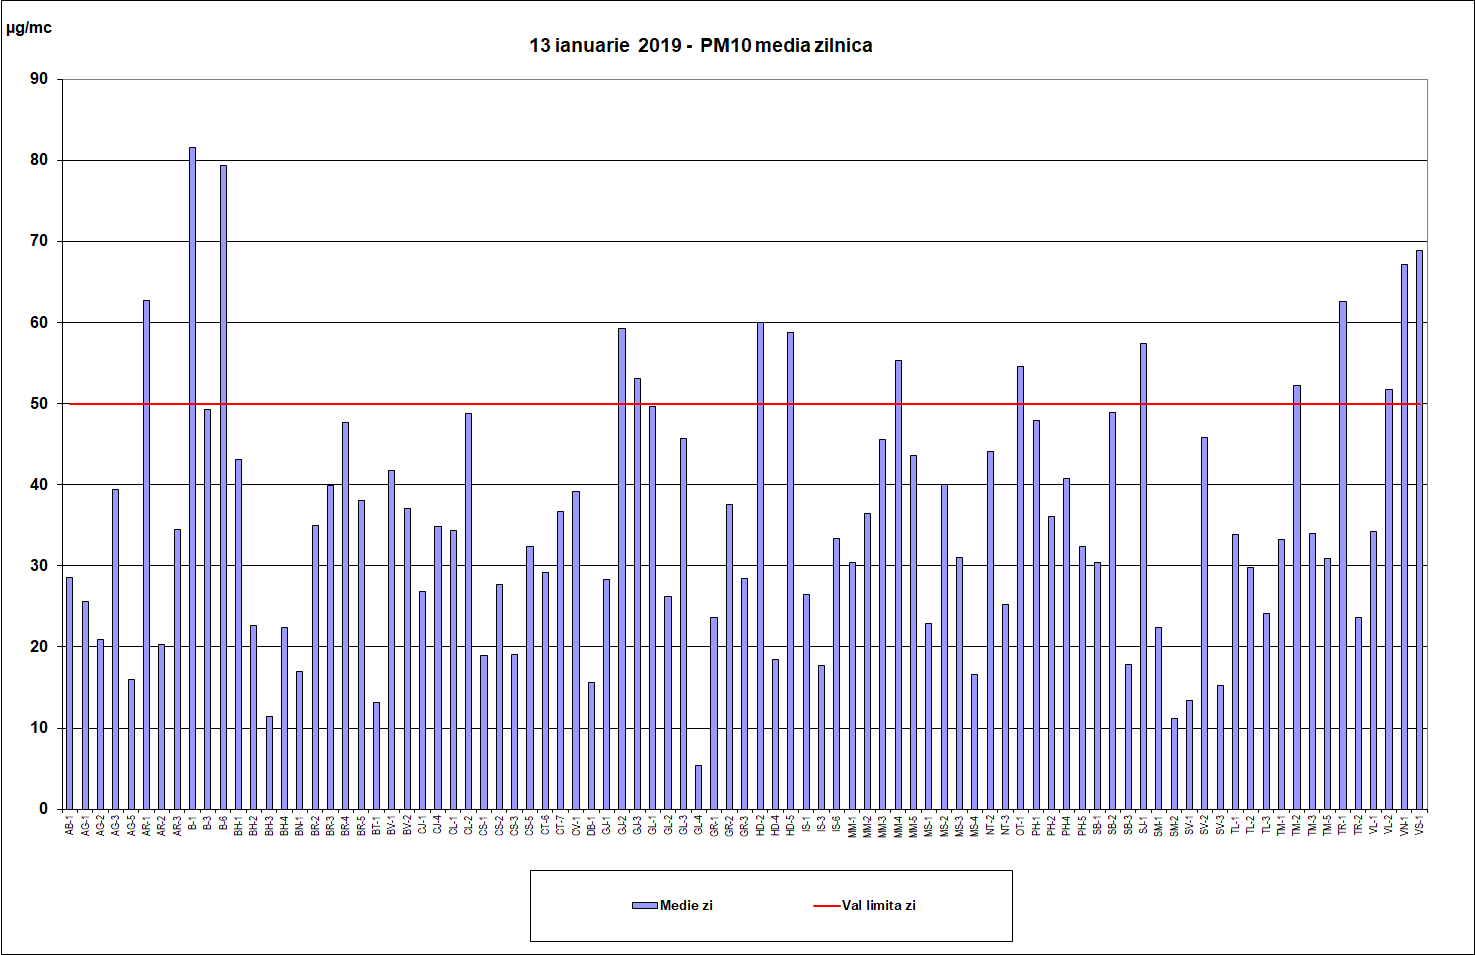 µg/mc
13 ianuarie 2019 - PM10 media zilnica
90
80
70
60
50
40
30
20
10
0
AB-1
AG-1
AG-2
AG-3
AG-5
AR-1
AR-2
AR-3
B-1
B-3
B-6
BH-1
BH-2
BH-3
BH-4
BN-1
BR-2
BR-3
BR-4
BR-5
BT-1
BV-1
BV-2
CJ-1
CJ-4
CL-1
CL-2
CS-1
CS-2
CS-3
CS-5
CT-6
CT-7
CV-1
DB-1
GJ-1
GJ-2
GJ-3
GL-1
GL-2
GL-3
GL-4
GR-1
GR-2
GR-3
HD-2
HD-4
HD-5
IS-1
IS-3
IS-6
MM-1
MM-2
MM-3
MM-4
MM-5
MS-1
MS-2
MS-3
MS-4
NT-2
NT-3
OT-1
PH-1
PH-2
PH-4
PH-5
SB-1
SB-2
SB-3
SJ-1
SM-1
SM-2
SV-1
SV-2
SV-3
TL-1
TL-2
TL-3
TM-1
TM-2
TM-3
TM-5
TR-1
TR-2
VL-1
VL-2
VN-1
VS-1
Medie zi
Val limita zi